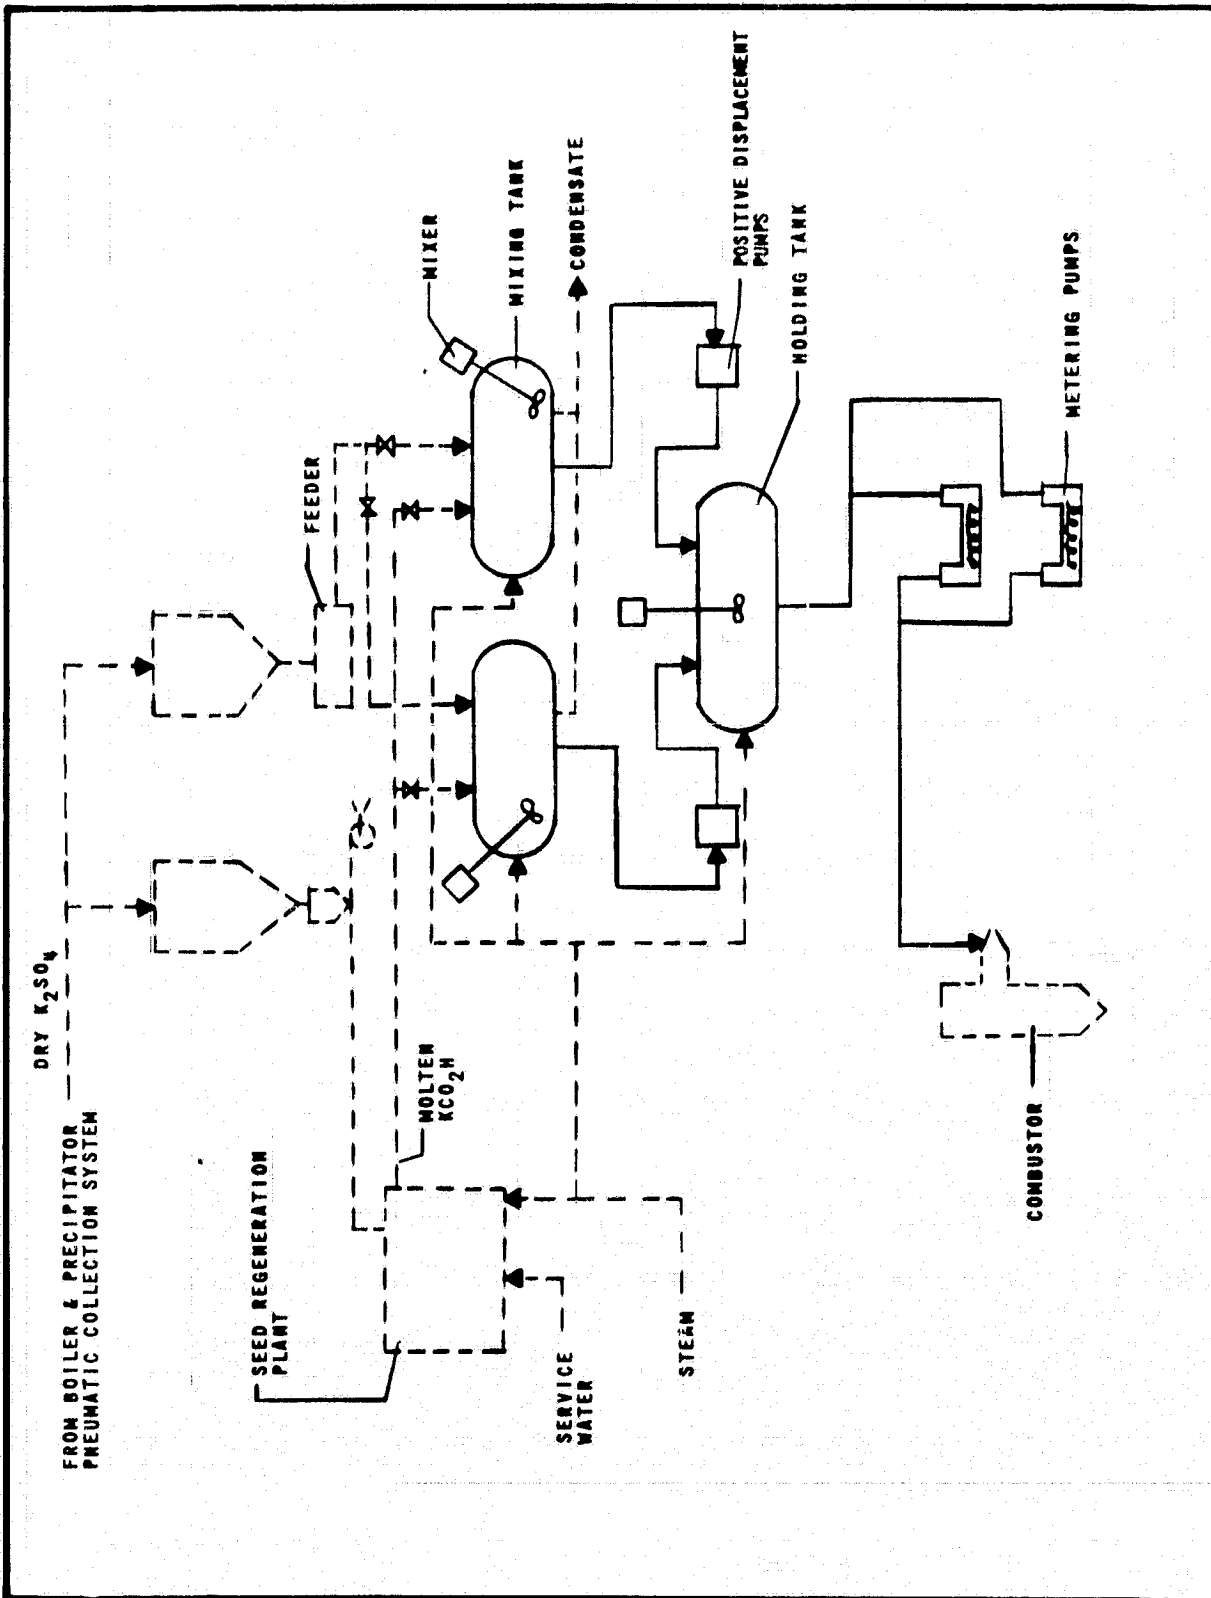 FROM BOILER & PRECIPITATOR
PNEUMATIC COLLECTION SYSTEM
DRY K₂SO₄
SEED REGENERATION
PLANT
MOLTEN
KCO₂H
FEEDER
MIXER
MIXING TANK
CONDENSATE
SERVICE
WATER
STEAM
POSITIVE DISPLACEMENT
PUMPS
HOLDING TANK
COMBUSTOR
METERING PUMPS